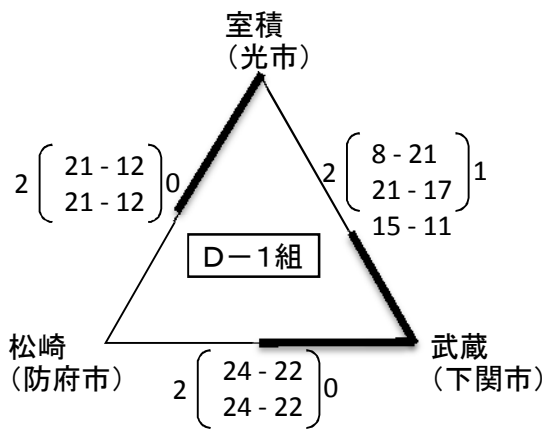 室積
(光市)
2 21 - 12 0
21 - 12
2 8 - 21 1
21 - 17
15 - 11
D－1組
松崎
(防府市)
武蔵
(下関市)
2 24 - 22 0
24 - 22